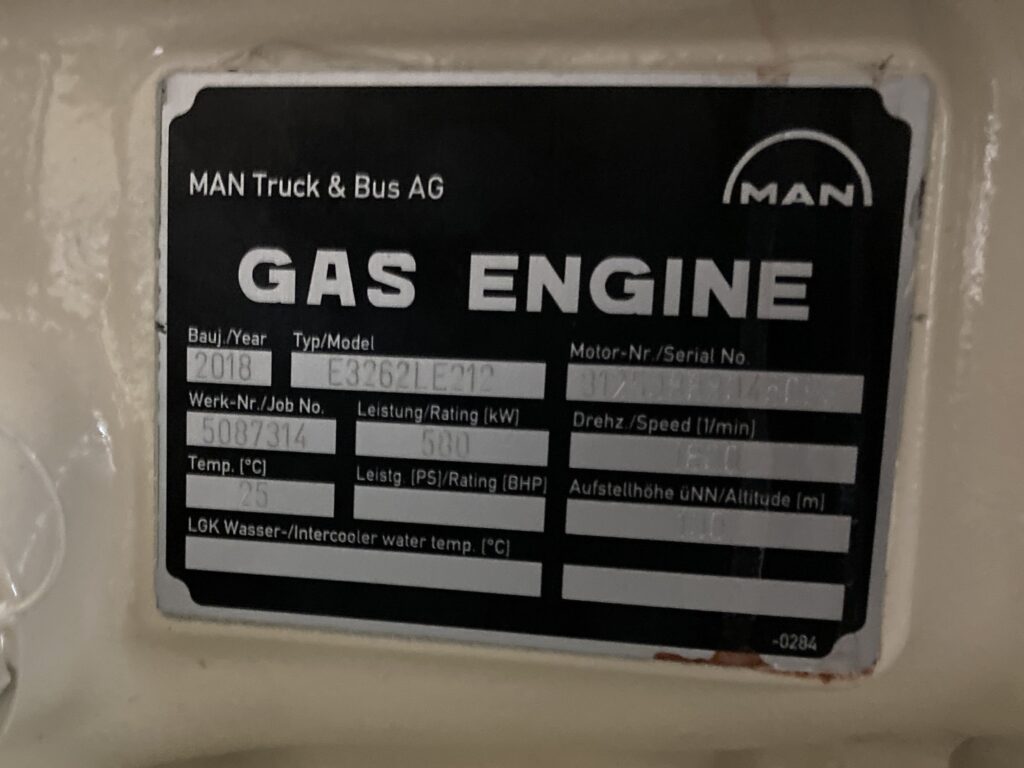 MAN Truck & Bus AG
MAN
GAS ENGINE
Bauj./Year Typ/Model Motor-Nr./Serial No.
2018 E3262LE212
Werk-Nr./Job No. Leistung/Rating [kW] Drehz./Speed [1/min]
5087314
Temp. [°C] Leistg. [PS]/Rating [BHP] Aufstellhöhe üNN/Altitude [m]
25
LGK Wasser-/Intercooler water temp. [°C]
-0284